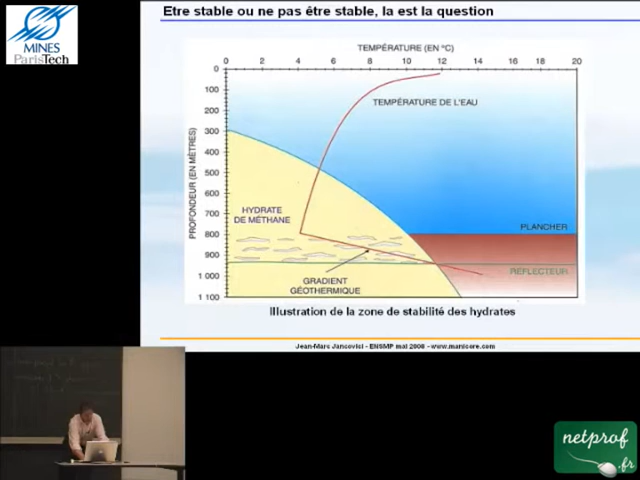 Etre stable ou ne pas être stable, la est la question
MINES
ParisTech
TEMPÉRATURE (EN °C)
0 2 4 6 8 10 12 14 16 18 20
TEMPÉRATURE DE L'EAU
PROFONDEUR (EN MÈTRES)
0
100
200
300
400
500
600
700
800
900
1 000
1 100
HYDRATE
DE MÉTHANE
PLANCHER
RÉFLECTEUR
GRADIENT
GÉOTHERMIQUE
Illustration de la zone de stabilité des hydrates
Jean-Marc Jancovici - ENSMP mai 2008 - www.manicore.com
netprof
.fr